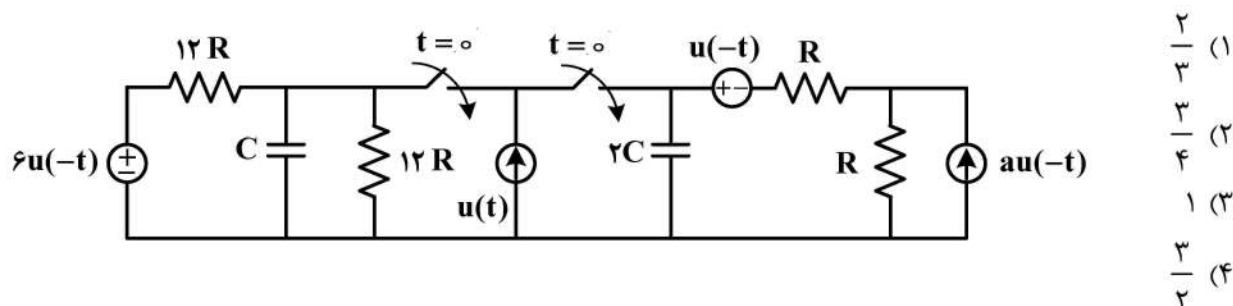 ۱۲ R
t = ۰
t = ۰
u(−t)
R
۶u(−t)
C
۱۲ R
u(t)
۲C
R
au(−t)
۱) ۲/۳
۲) ۳/۴
۳) ۱
۴) ۳/۲